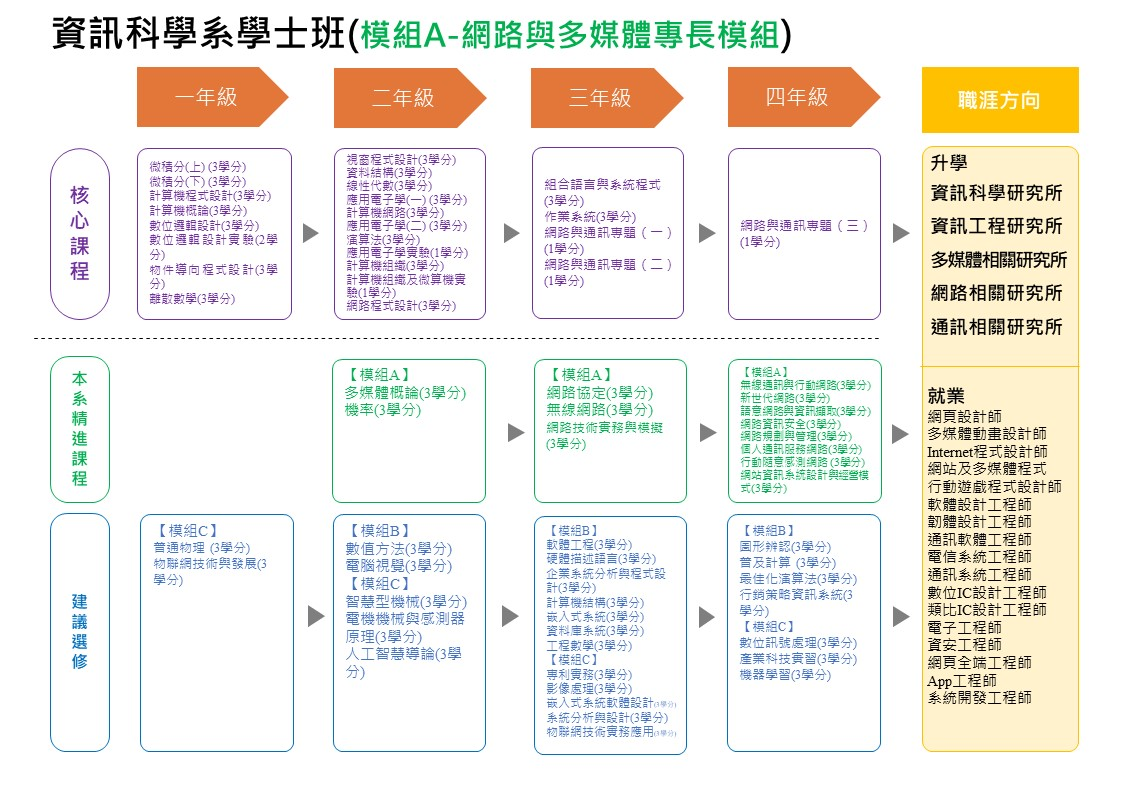 資訊科學系學士班(模組A-網路與多媒體專長模組)
一年級
二年級
三年級
四年級
職涯方向
核心課程
微積分(上) (3學分)
微積分(下) (3學分)
計算機程式設計(3學分)
計算機概論(3學分)
數位邏輯設計(3學分)
數位邏輯設計實驗(2學
分)
物件導向程式設計(3學
分)
離散數學(3學分)
視窗程式設計(3學分)
資料結構(3學分)
線性代數(3學分)
應用電子學(一) (3學分)
計算機網路(3學分)
應用電子學(二) (3學分)
演算法(3學分)
應用電子學實驗(1學分)
計算機組織(3學分)
計算機組織及微算機實
驗(1學分)
網路程式設計(3學分)
組合語言與系統程式
(3學分)
作業系統(3學分)
網路與通訊專題（一）
(1學分)
網路與通訊專題（二）
(1學分)
網路與通訊專題（三）
(1學分)
升學
資訊科學研究所
資訊工程研究所
多媒體相關研究所
網路相關研究所
通訊相關研究所
本系精進課程
【模組A】
多媒體概論(3學分)
機率(3學分)
【模組A】
網路協定(3學分)
無線網路(3學分)
網路技術實務與模擬
(3學分)
【模組A】
無線通訊與行動網路(3學分)
新世代網路(3學分)
語意網路與資訊擷取(3學分)
網路資訊安全(3學分)
網路規劃與管理(3學分)
個人通訊服務網路(3學分)
行動隨意感測網路 (3學分)
網站資訊系統設計與經營模
式(3學分)
建議選修
【模組C】
普通物理 (3學分)
物聯網技術與發展(3
學分)
【模組B】
數值方法(3學分)
電腦視覺(3學分)
【模組C】
智慧型機械(3學分)
電機機械與感測器
原理(3學分)
人工智慧導論(3學
分)
【模組B】
軟體工程(3學分)
硬體描述語言(3學分)
企業系統分析與程式設
計(3學分)
計算機結構(3學分)
嵌入式系統(3學分)
資料庫系統(3學分)
工程數學(3學分)
【模組C】
專利實務(3學分)
影像處理(3學分)
嵌入式系統軟體設計(3學分)
系統分析與設計(3學分)
物聯網技術實務應用(3學分)
【模組B】
圖形辨認(3學分)
普及計算 (3學分)
最佳化演算法(3學分)
行銷策略資訊系統(3
學分)
【模組C】
數位訊號處理(3學分)
產業科技實習(3學分)
機器學習(3學分)
就業
網頁設計師
多媒體動畫設計師
Internet程式設計師
網站及多媒體程式
行動遊戲程式設計師
軟體設計工程師
韌體設計工程師
通訊軟體工程師
電信系統工程師
通訊系統工程師
數位IC設計工程師
類比IC設計工程師
電子工程師
資安工程師
網頁全端工程師
App工程師
系統開發工程師